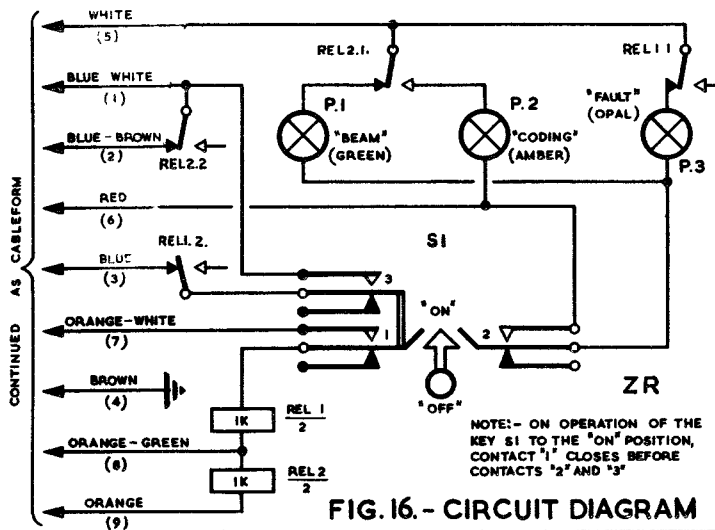 WHITE
(5)
REL2.1.
REL1 1
BLUE WHITE
(1)
P.1
P.2
"FAULT"
(OPAL)
BLUE-BROWN
(2)
REL2.2
"BEAM"
(GREEN)
"CODING"
(AMBER)
P.3
RED
(6)
S1
CONTINUED AS CABLEFORM
BLUE
(3)
REL1.2.
3
"ON"
ORANGE-WHITE
(7)
1
2
BROWN
(4)
"OFF"
ZR
1K
REL 1
2
NOTE:- ON OPERATION OF THE
KEY S1 TO THE "ON" POSITION,
CONTACT "1" CLOSES BEFORE
CONTACTS "2" AND "3"
ORANGE-GREEN
(8)
1K
REL 2
2
ORANGE
(9)
FIG.16.- CIRCUIT DIAGRAM